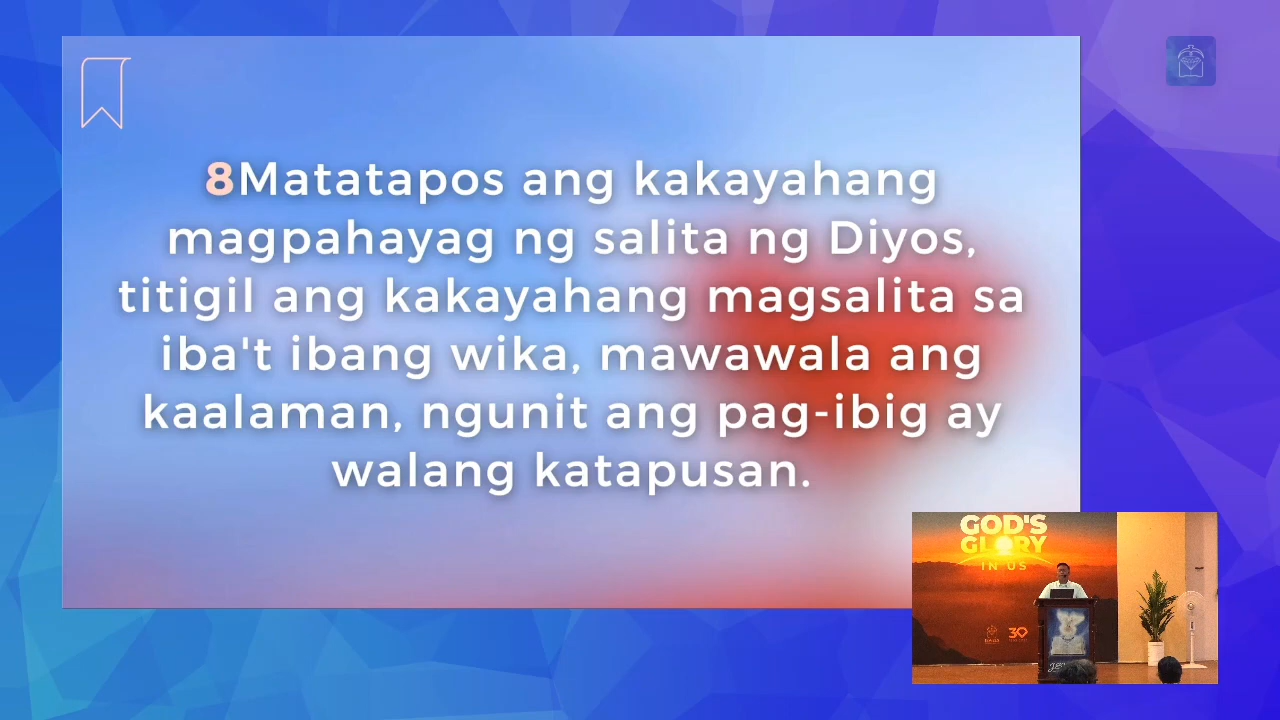 8Matatapos ang kakayahang
magpahayag ng salita ng Diyos,
titigil ang kakayahang magsalita sa
iba't ibang wika, mawawala ang
kaalaman, ngunit ang pag-ibig ay
walang katapusan.
GOD'S
GLORY
IN US
30